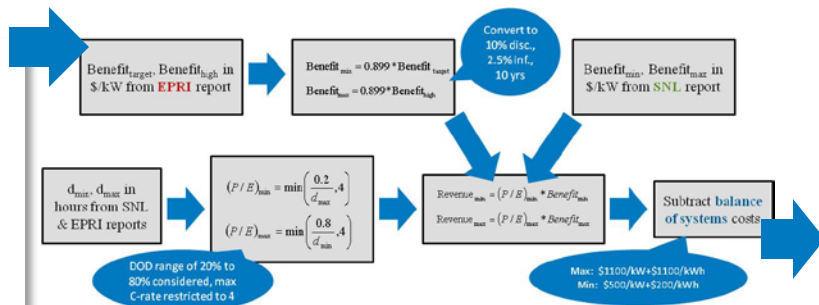 Benefit_target, Benefit_high in
$/kW from EPRI report
Benefit_min = 0.899 * Benefit_target
Benefit_max = 0.899 * Benefit_high
Convert to
10% disc.,
2.5% inf.,
10 yrs
Benefit_min, Benefit_max in
$/kW from SNL report
d_min, d_max in
hours from SNL
& EPRI reports
(P / E)_min = min(0.2/d_max, 4)
(P / E)_max = min(0.8/d_min, 4)
DOD range of 20% to
80% considered, max
C-rate restricted to 4
Revenue_min = (P / E)_min * Benefit_min
Revenue_max = (P / E)_max * Benefit_max
Subtract balance
of systems costs
Max: $1100/kW+$1100/kWh
Min: $500/kW+$200/kWh